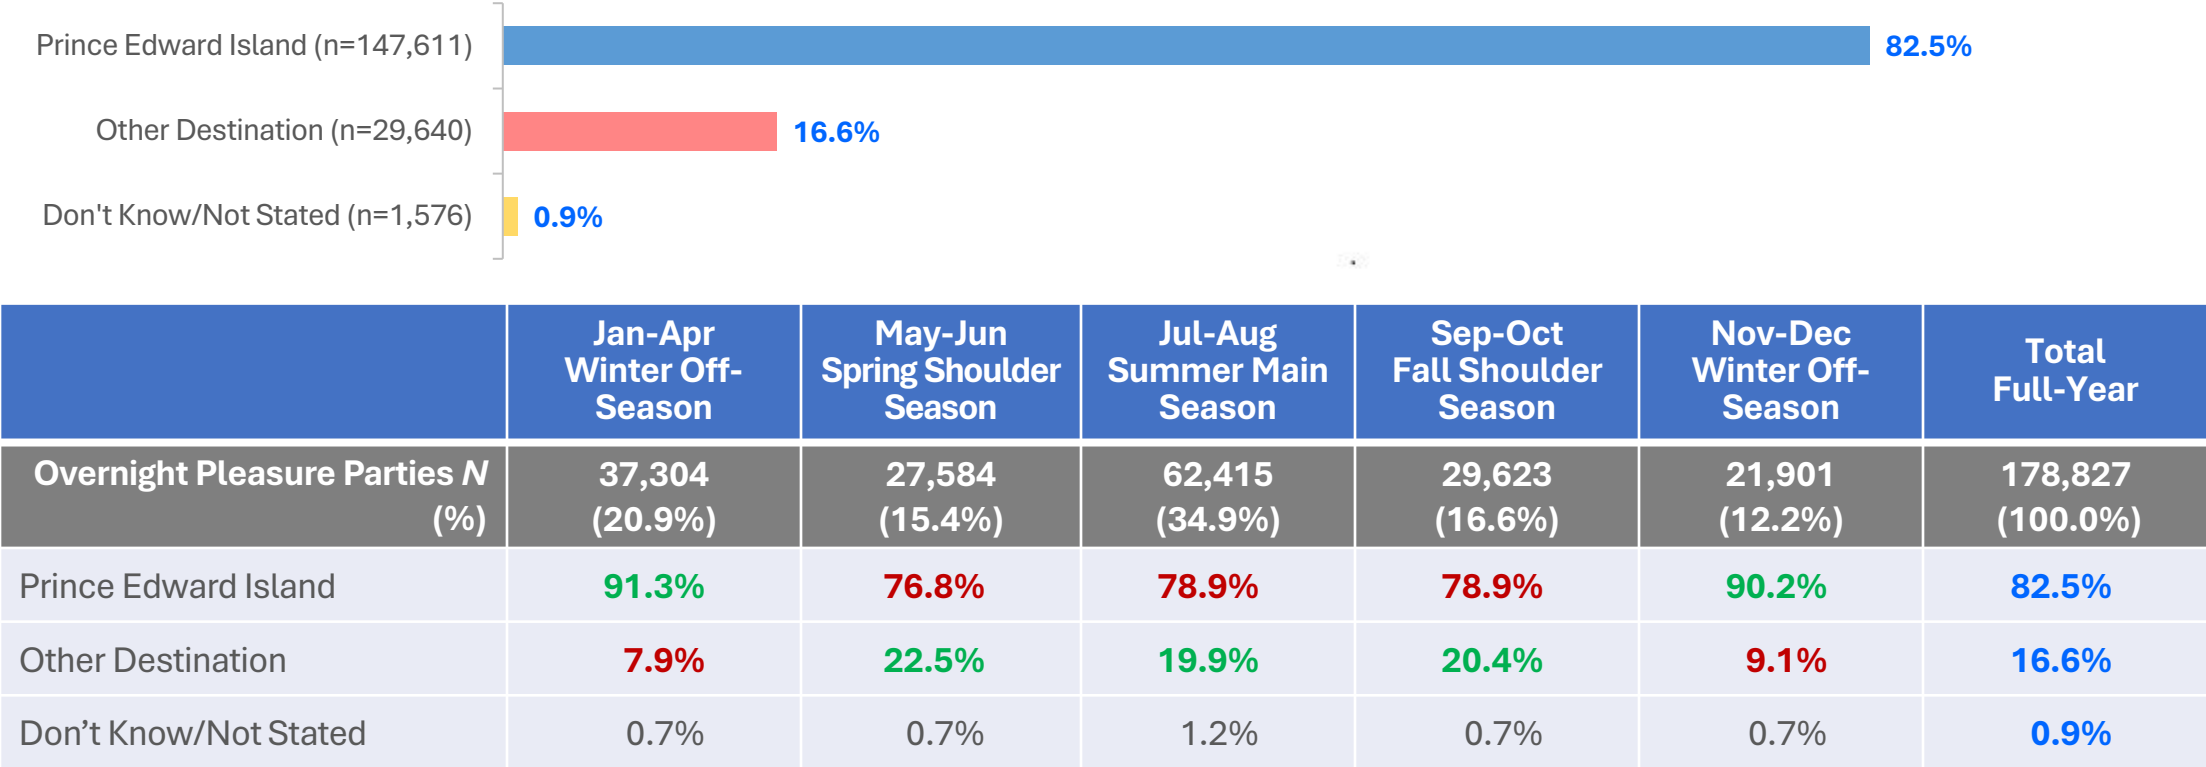 Prince Edward Island (n=147,611)
82.5%
Other Destination (n=29,640)
16.6%
Don't Know/Not Stated (n=1,576)
0.9%
Jan-Apr
Winter Off-
Season
May-Jun
Spring Shoulder
Season
Jul-Aug
Summer Main
Season
Sep-Oct
Fall Shoulder
Season
Nov-Dec
Winter Off-
Season
Total
Full-Year
Overnight Pleasure Parties N
(%)
37,304
(20.9%)
27,584
(15.4%)
62,415
(34.9%)
29,623
(16.6%)
21,901
(12.2%)
178,827
(100.0%)
Prince Edward Island 91.3% 76.8% 78.9% 78.9% 90.2% 82.5%
Other Destination 7.9% 22.5% 19.9% 20.4% 9.1% 16.6%
Don’t Know/Not Stated 0.7% 0.7% 1.2% 0.7% 0.7% 0.9%